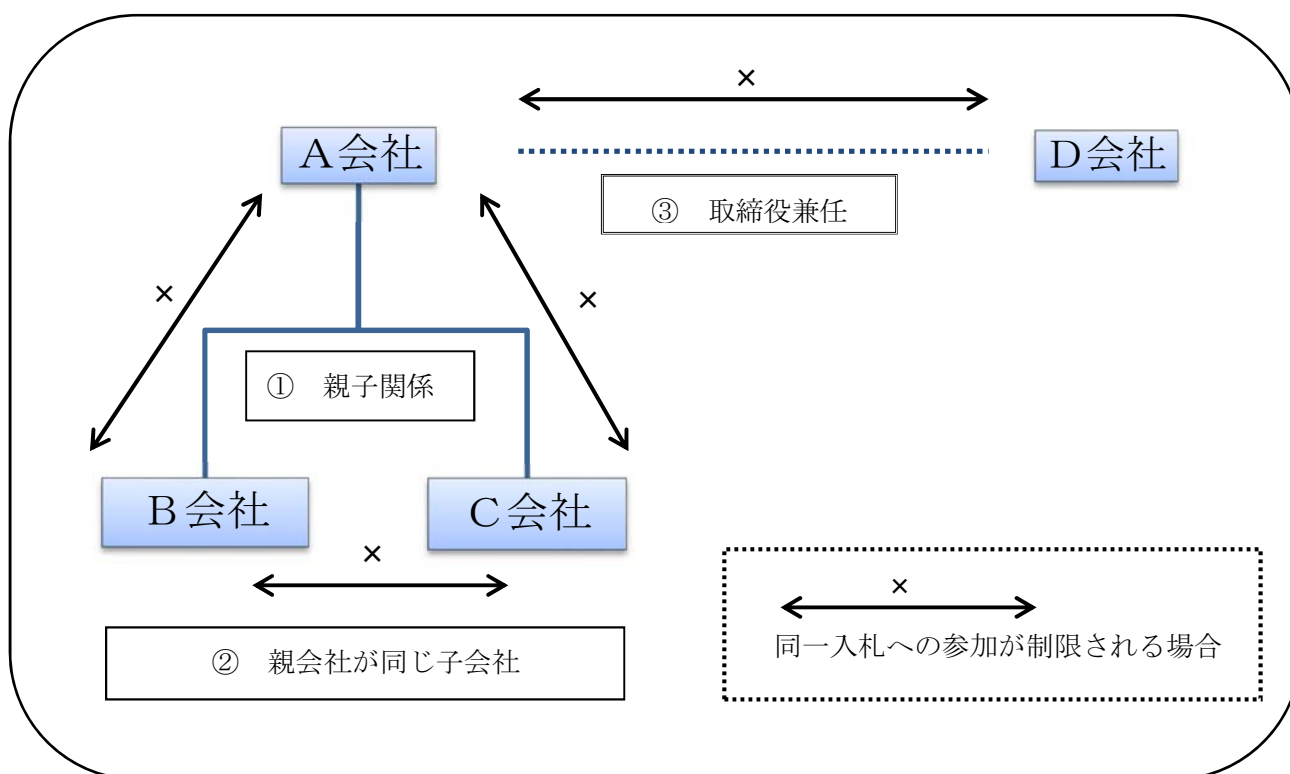 ×
A会社
D会社
③ 取締役兼任
×
×
① 親子関係
B会社
C会社
×
② 親会社が同じ子会社
×
同一入札への参加が制限される場合